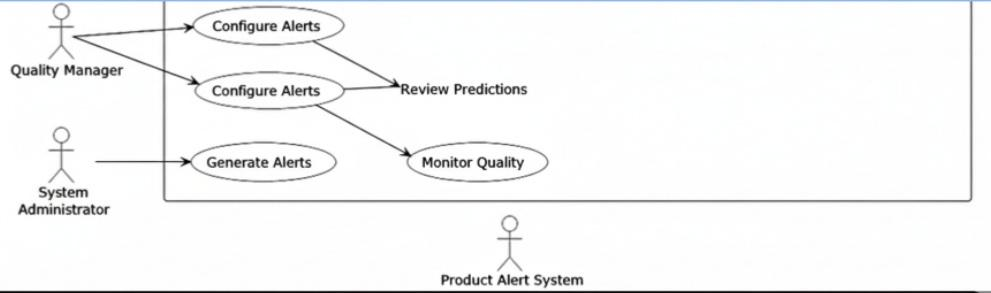 Configure Alerts
Quality Manager
Configure Alerts
Review Predictions
Generate Alerts
Monitor Quality
System
Administrator
Product Alert System